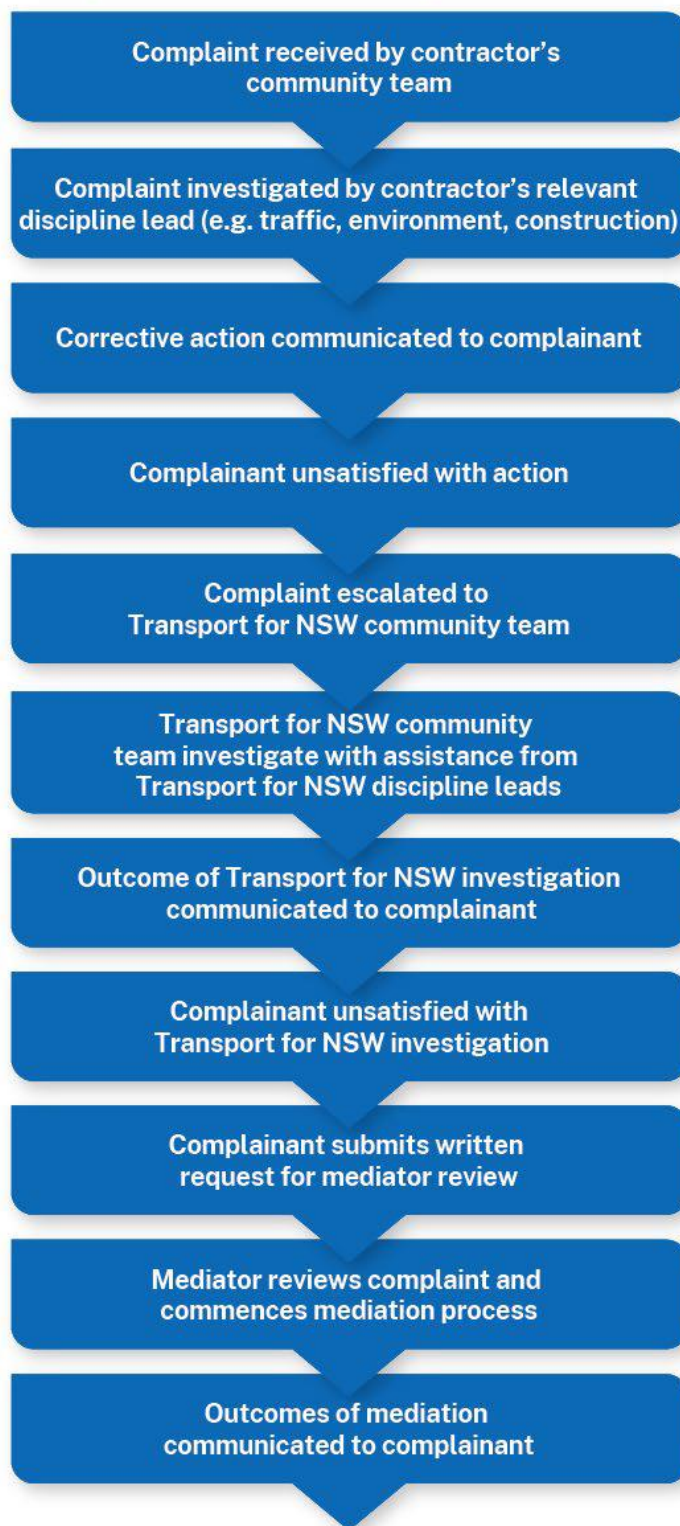 Complaint received by contractor’s
community team
Complaint investigated by contractor’s relevant
discipline lead (e.g. traffic, environment, construction)
Corrective action communicated to complainant
Complainant unsatisfied with action
Complaint escalated to
Transport for NSW community team
Transport for NSW community
team investigate with assistance from
Transport for NSW discipline leads
Outcome of Transport for NSW investigation
communicated to complainant
Complainant unsatisfied with
Transport for NSW investigation
Complainant submits written
request for mediator review
Mediator reviews complaint and
commences mediation process
Outcomes of mediation
communicated to complainant